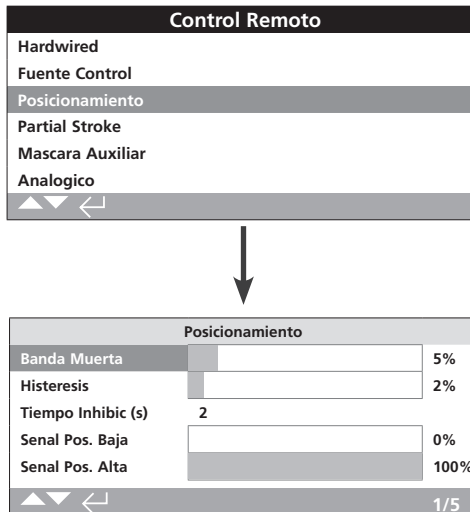 Control Remoto
Hardwired
Fuente Control
Posicionamiento
Partial Stroke
Mascara Auxiliar
Analogico
Posicionamiento
Banda Muerta 5%
Histeresis 2%
Tiempo Inhibic (s) 2
Senal Pos. Baja 0%
Senal Pos. Alta 100%
1/5